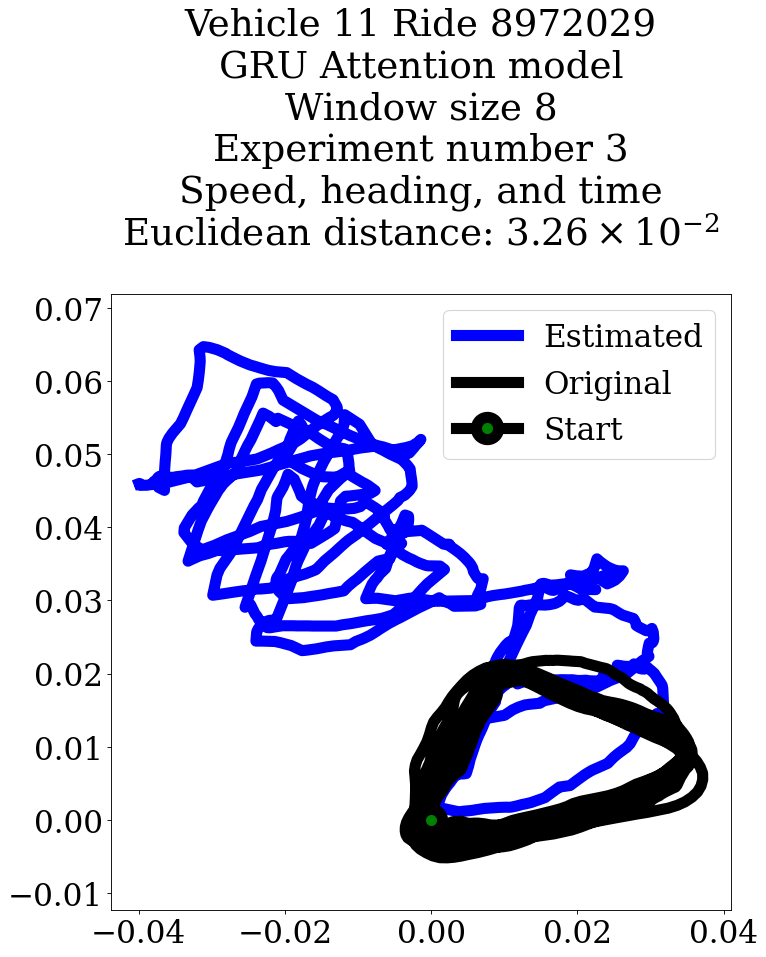 Vehicle 11 Ride 8972029
GRU Attention model
Window size 8
Experiment number 3
Speed, heading, and time
Euclidean distance: 3.26 × 10⁻²
0.07
0.06
0.05
0.04
0.03
0.02
0.01
0.00
−0.01
Estimated
Original
Start
−0.04 −0.02 0.00 0.02 0.04